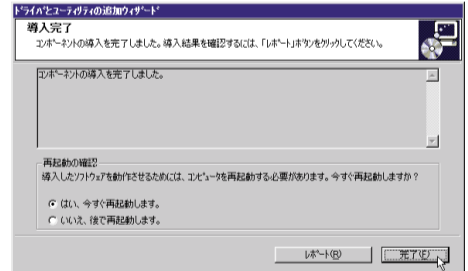 ﾄﾞﾗｲﾊﾞとﾕｰﾃｨﾘﾃｨの追加ｳｨｻﾞｰﾄﾞ
導入完了
ｺﾝﾎﾟｰﾈﾝﾄの導入を完了しました。導入結果を確認するには、「ﾚﾎﾟｰﾄ」ﾎﾞﾀﾝをｸﾘｯｸしてください。
ｺﾝﾎﾟｰﾈﾝﾄの導入を完了しました。
再起動の確認
導入したｿﾌﾄｳｪｱを動作させるためには、ｺﾝﾋﾟｭｰﾀを再起動する必要があります。今すぐ再起動しますか？
はい、今すぐ再起動します。
いいえ、後で再起動します。
ﾚﾎﾟｰﾄ(R)
完了(F)